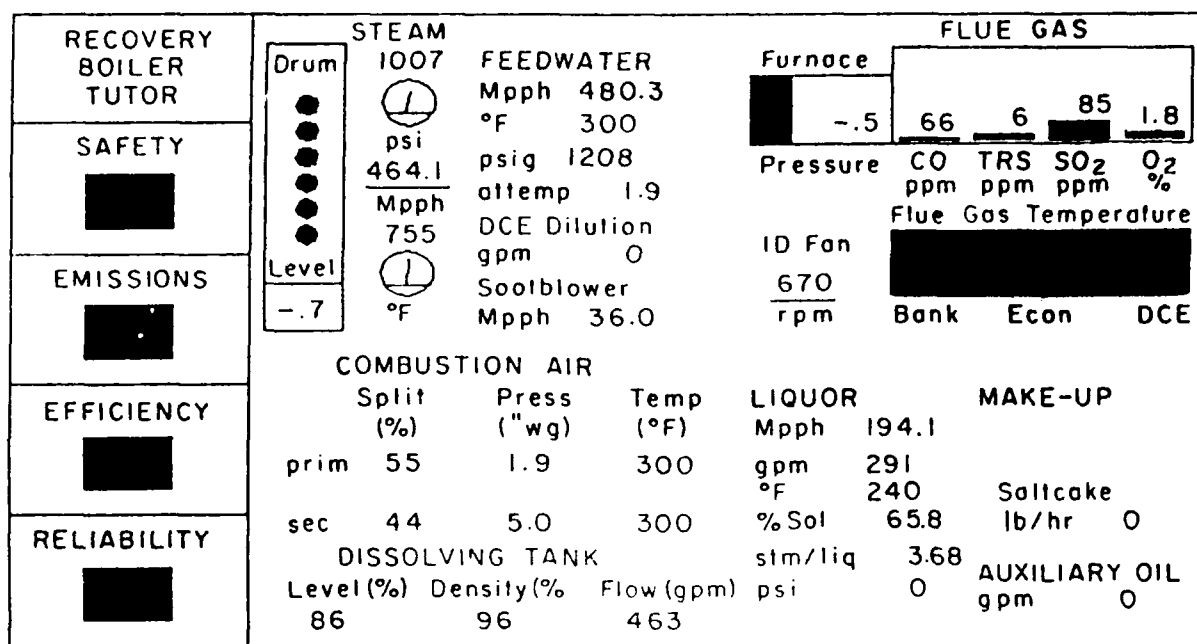 RECOVERY
BOILER
TUTOR
SAFETY
EMISSIONS
EFFICIENCY
RELIABILITY
STEAM
Drum
Level
-.7
1007
psi
464.1
Mpph
755
°F
FEEDWATER
Mpph 480.3
°F 300
psig 1208
attemp 1.9
DCE Dilution
gpm 0
Sootblower
Mpph 36.0
FLUE GAS
Furnace
-.5
Pressure
66 6 85 1.8
CO TRS SO2 O2
ppm ppm ppm %
Flue Gas Temperature
Bank Econ DCE
ID Fan
670
rpm
COMBUSTION AIR
Split Press Temp
(%) ("wg) (°F)
prim 55 1.9 300
sec 44 5.0 300
DISSOLVING TANK
Level(%) Density(% Flow(gpm)
86 96 463
LIQUOR
Mpph 194.1
gpm 291
°F 240
% Sol 65.8
stm/liq 3.68
psi 0
MAKE-UP
Saltcake
lb/hr 0
AUXILIARY OIL
gpm 0